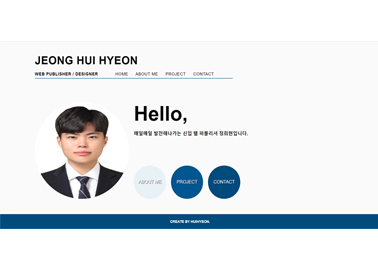 JEONG HUI HYEON
WEB PUBLISHER / DESIGNER
HOME ABOUT ME PROJECT CONTACT
Hello,
매일매일 발전해나가는 신입 웹 퍼블리셔 정희현입니다.
ABOUT ME PROJECT CONTACT
CREATE BY HUIHYEON